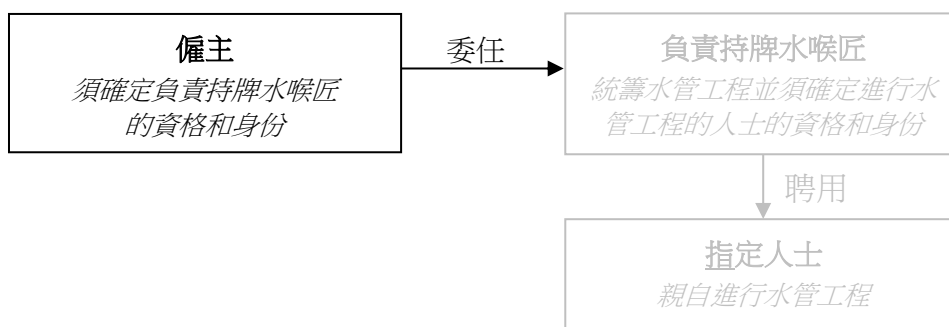 僱主
須確定負責持牌水喉匠
的資格和身份
委任
負責持牌水喉匠
統籌水管工程並須確定進行水
管工程的人士的資格和身份
聘用
指定人士
親自進行水管工程